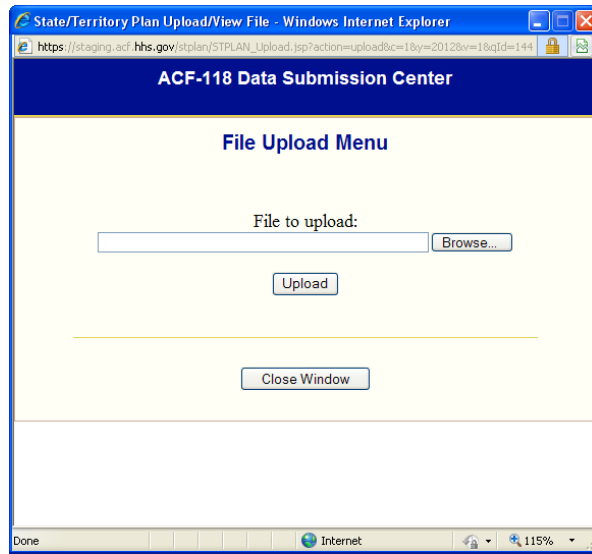 State/Territory Plan Upload/View File - Windows Internet Explorer
https://staging.acf.hhs.gov/stplan/STPLAN_Upload.jsp?action=upload&c=1&y=2012&v=1&qId=144
ACF-118 Data Submission Center
File Upload Menu
File to upload:
Browse...
Upload
Close Window
Done Internet 115%